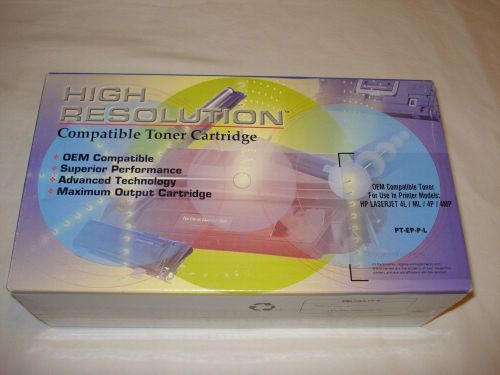 HIGH
RESOLUTION™
Compatible Toner Cartridge
OEM Compatible
Superior Performance
Advanced Technology
Maximum Output Cartridge
OEM Compatible Toner
For Use In Printer Models:
HP LASERJET 4L / ML / 4P / 4MP
PT-EP-P-L